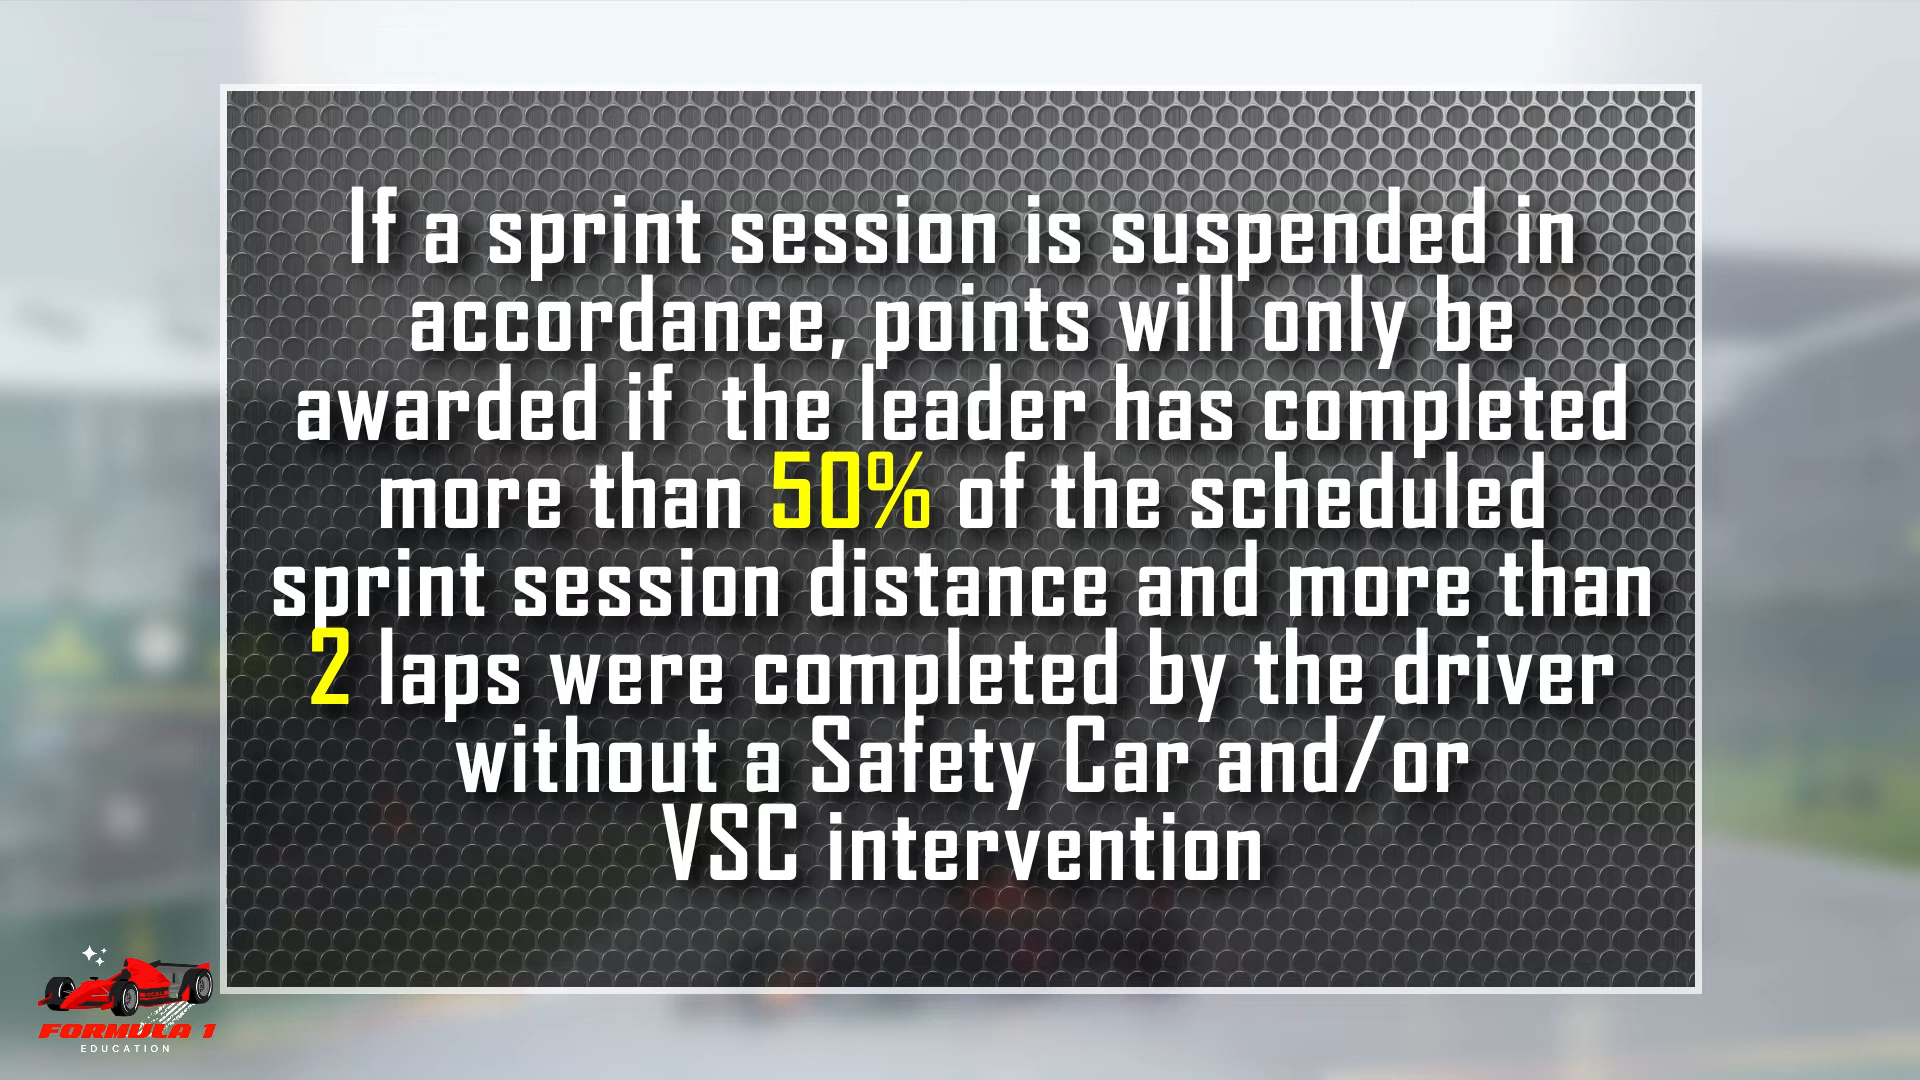 If a sprint session is suspended in
accordance, points will only be
awarded if  the leader has completed
more than 50% of the scheduled
sprint session distance and more than
2 laps were completed by the driver
without a Safety Car and/or
VSC intervention
FORMULA 1
EDUCATION